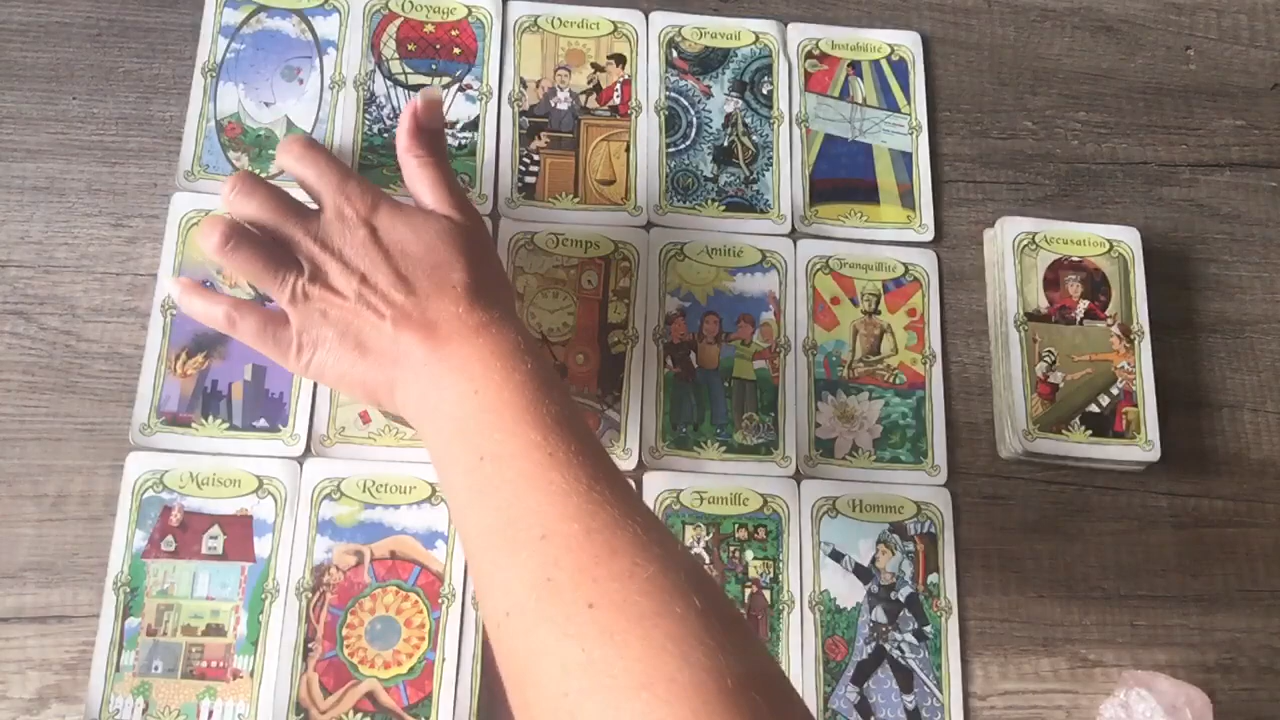 Voyage
Verdict
Travail
Instabilité
Temps
Amitié
Tranquillité
Accusation
Maison
Retour
Famille
Homme